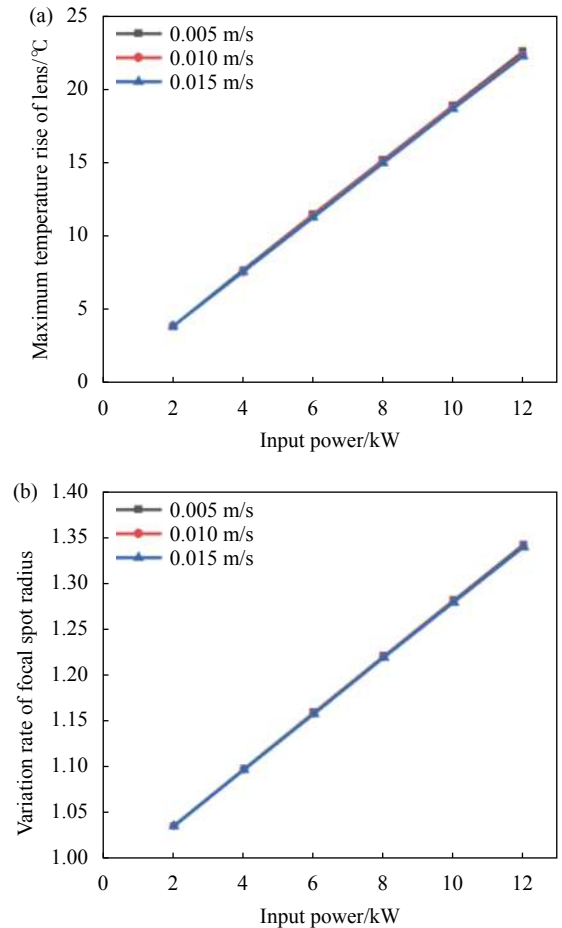 (a)
25
20
15
10
5
0
Maximum temperature rise of lens/℃
0.005 m/s
0.010 m/s
0.015 m/s
0 2 4 6 8 10 12
Input power/kW
(b)
1.40
1.35
1.30
1.25
1.20
1.15
1.10
1.05
1.00
Variation rate of focal spot radius
0.005 m/s
0.010 m/s
0.015 m/s
0 2 4 6 8 10 12
Input power/kW